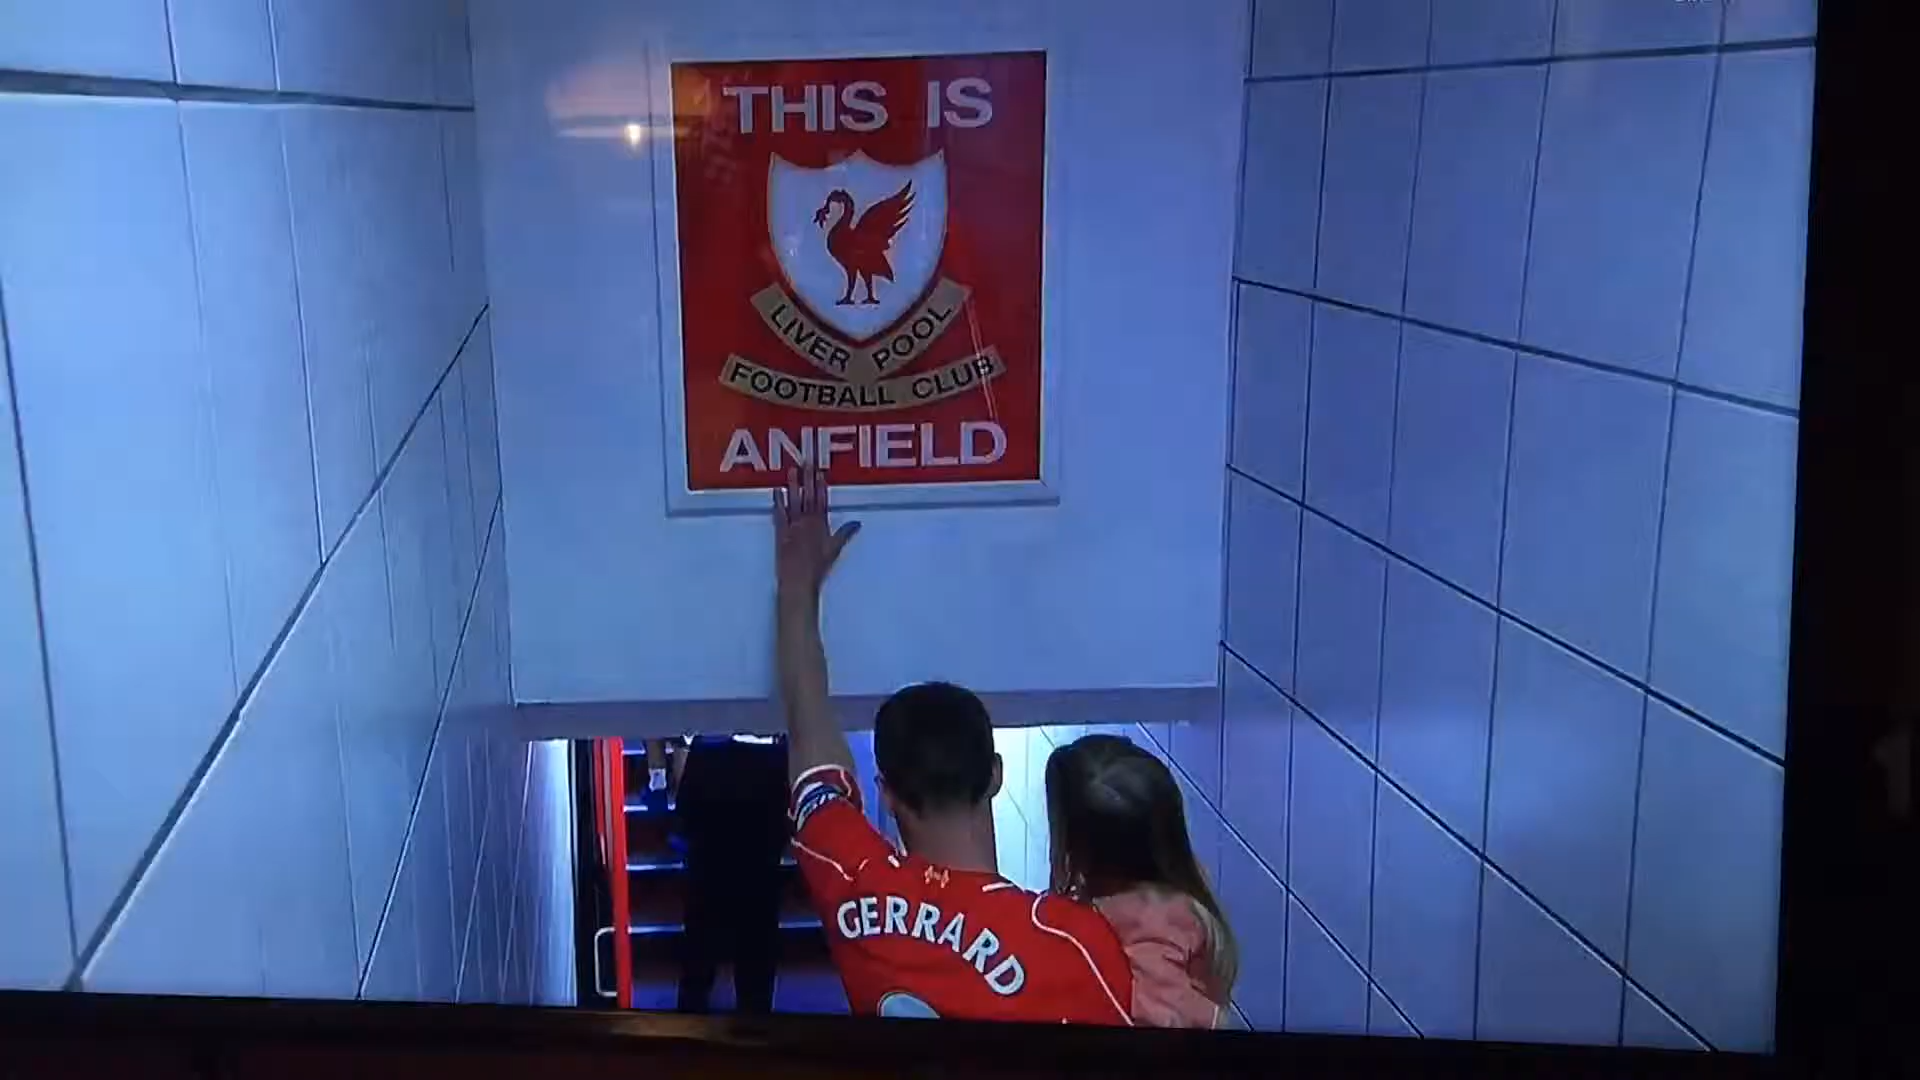 THIS IS
LIVER POOL
FOOTBALL CLUB
ANFIELD
GERRARD